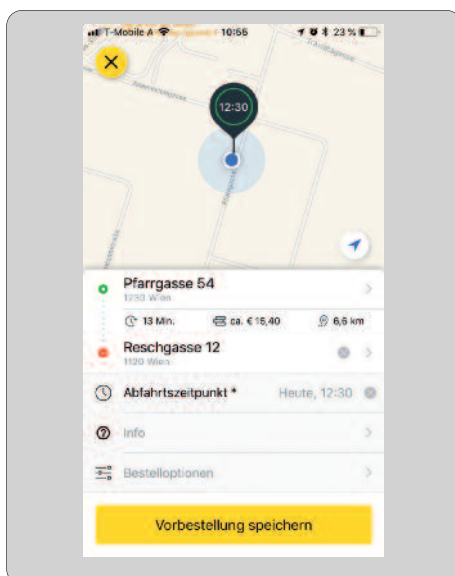 T-Mobile A 10:55 23 %
12:30
Pfarrgasse
Pfarrgasse 54
1230 Wien
13 Min. ca. € 15,40 6,6 km
Reschgasse 12
1120 Wien
Abfahrtszeitpunkt * Heute, 12:30
Info
Bestelloptionen
Vorbestellung speichern